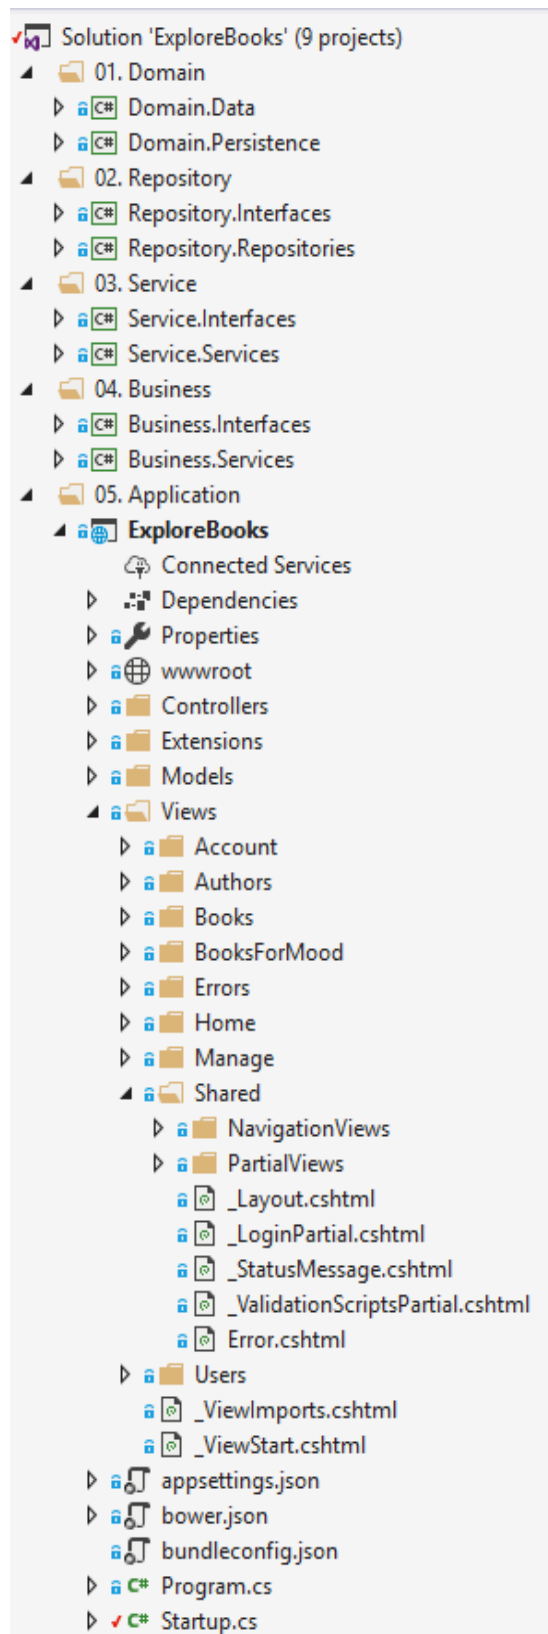 Solution 'ExploreBooks' (9 projects)
01. Domain
C# Domain.Data
C# Domain.Persistence
02. Repository
C# Repository.Interfaces
C# Repository.Repositories
03. Service
C# Service.Interfaces
C# Service.Services
04. Business
C# Business.Interfaces
C# Business.Services
05. Application
ExploreBooks
Connected Services
Dependencies
Properties
wwwroot
Controllers
Extensions
Models
Views
Account
Authors
Books
BooksForMood
Errors
Home
Manage
Shared
NavigationViews
PartialViews
_Layout.cshtml
_LoginPartial.cshtml
_StatusMessage.cshtml
_ValidationScriptsPartial.cshtml
Error.cshtml
Users
_ViewImports.cshtml
_ViewStart.cshtml
appsettings.json
bower.json
bundleconfig.json
C# Program.cs
C# Startup.cs